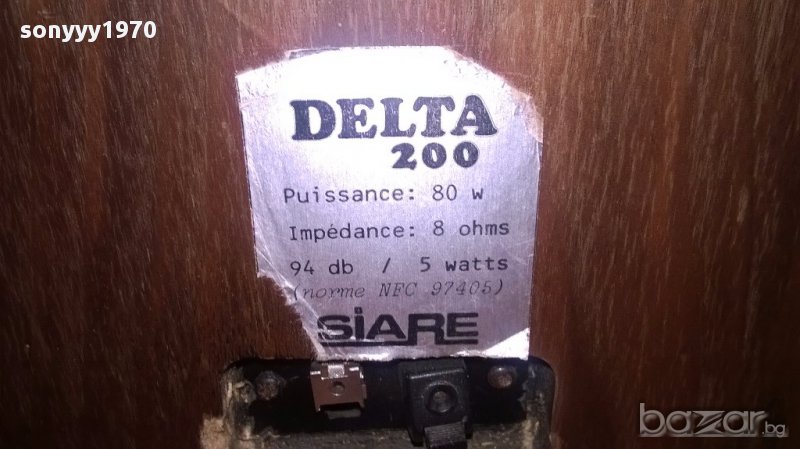 sonyyy1970
DELTA
200
Puissance: 80 w
Impédance: 8 ohms
94 db / 5 watts
(norme NFC 97405)
SIARE
bazar.bg